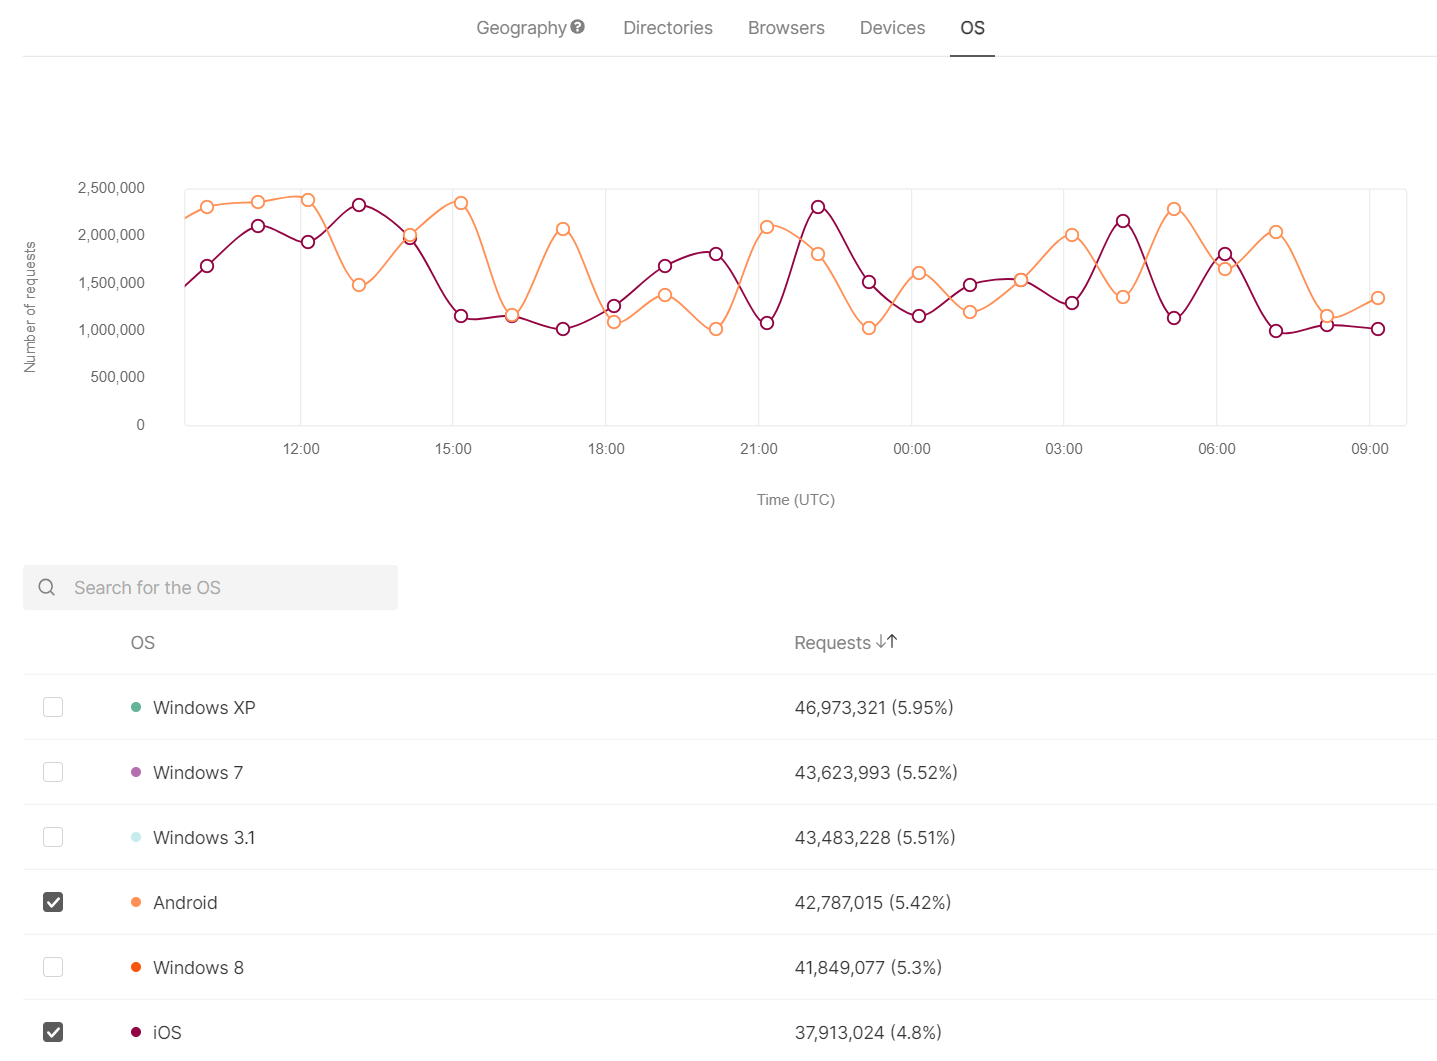 Geography Directories Browsers Devices OS
Number of requests
2,500,000
2,000,000
1,500,000
1,000,000
500,000
0
12:00 15:00 18:00 21:00 00:00 03:00 06:00 09:00
Time (UTC)
Search for the OS
OS Requests
Windows XP 46,973,321 (5.95%)
Windows 7 43,623,993 (5.52%)
Windows 3.1 43,483,228 (5.51%)
Android 42,787,015 (5.42%)
Windows 8 41,849,077 (5.3%)
iOS 37,913,024 (4.8%)